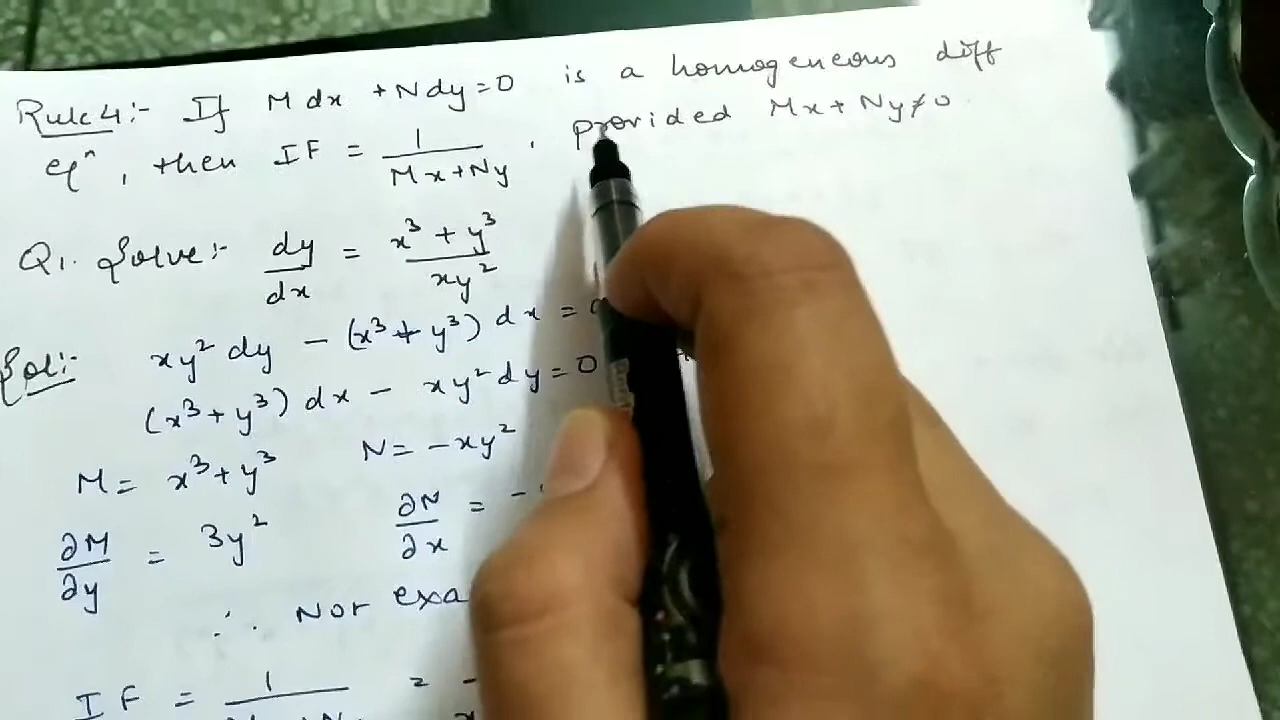 Rule 4:- If Mdx + Ndy = 0 is a homogeneous diff
eqⁿ, then IF = 1/(Mx+Ny), provided Mx + Ny ≠ 0.
Q1. Solve:- dy/dx = (x³ + y³)/(xy²)
Sol:- xy² dy - (x³ + y³) dx = 0
(x³ + y³) dx - xy² dy = 0
M = x³ + y³ N = -xy²
∂M/∂y = 3y² ∂N/∂x = -
∴ Not exa
IF = 1/ = -